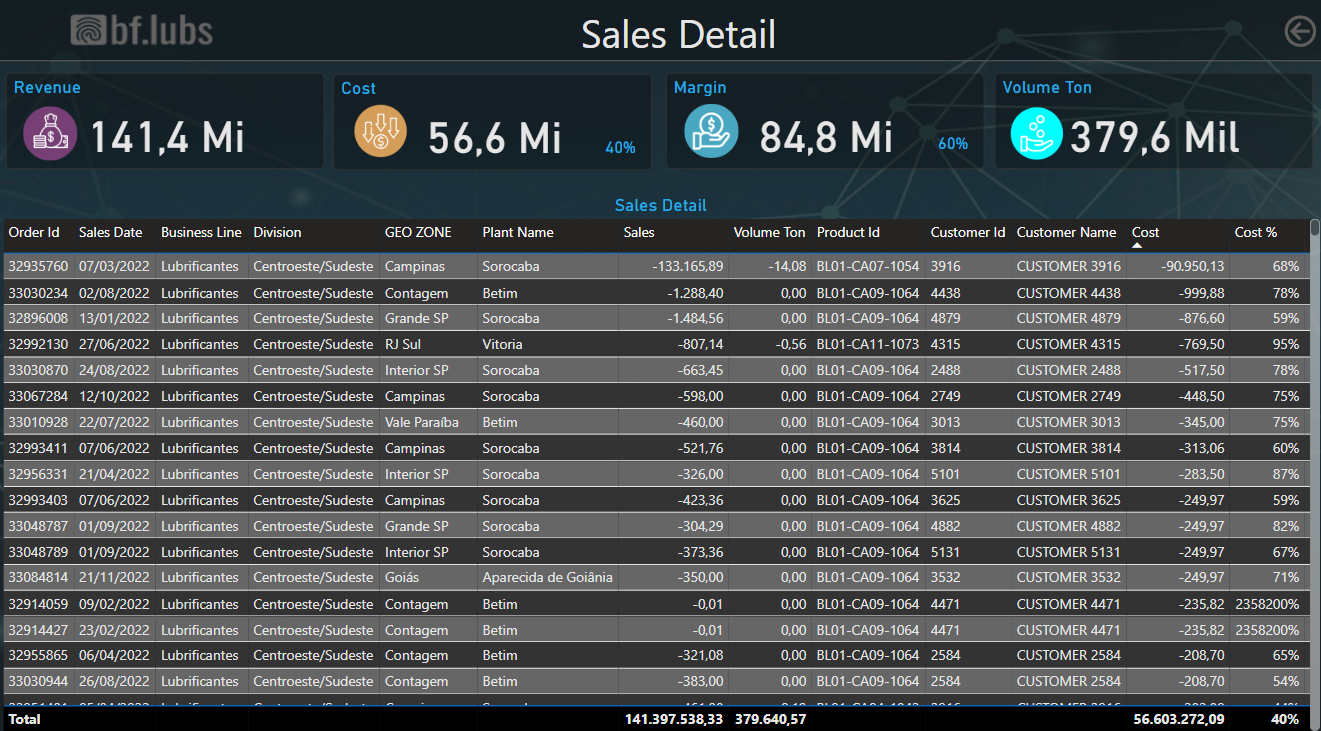 bf.lubs
Sales Detail
Revenue
141,4 Mi
Cost
56,6 Mi
40%
Margin
84,8 Mi
60%
Volume Ton
379,6 Mil
Sales Detail
Order Id Sales Date Business Line Division GEO ZONE Plant Name Sales Volume Ton Product Id Customer Id Customer Name Cost Cost %
32935760 07/03/2022 Lubrificantes Centroeste/Sudeste Campinas Sorocaba -133.165,89 -14,08 BL01-CA07-1054 3916 CUSTOMER 3916 -90.950,13 68%
33030234 02/08/2022 Lubrificantes Centroeste/Sudeste Contagem Betim -1.288,40 0,00 BL01-CA09-1064 4438 CUSTOMER 4438 -999,88 78%
32896008 13/01/2022 Lubrificantes Centroeste/Sudeste Grande SP Sorocaba -1.484,56 0,00 BL01-CA09-1064 4879 CUSTOMER 4879 -876,60 59%
32992130 27/06/2022 Lubrificantes Centroeste/Sudeste RJ Sul Vitoria -807,14 -0,56 BL01-CA11-1073 4315 CUSTOMER 4315 -769,50 95%
33030870 24/08/2022 Lubrificantes Centroeste/Sudeste Interior SP Sorocaba -663,45 0,00 BL01-CA09-1064 2488 CUSTOMER 2488 -517,50 78%
33067284 12/10/2022 Lubrificantes Centroeste/Sudeste Campinas Sorocaba -598,00 0,00 BL01-CA09-1064 2749 CUSTOMER 2749 -448,50 75%
33010928 22/07/2022 Lubrificantes Centroeste/Sudeste Vale Paraíba Betim -460,00 0,00 BL01-CA09-1064 3013 CUSTOMER 3013 -345,00 75%
32993411 07/06/2022 Lubrificantes Centroeste/Sudeste Campinas Sorocaba -521,76 0,00 BL01-CA09-1064 3814 CUSTOMER 3814 -313,06 60%
32956331 21/04/2022 Lubrificantes Centroeste/Sudeste Interior SP Sorocaba -326,00 0,00 BL01-CA09-1064 5101 CUSTOMER 5101 -283,50 87%
32993403 07/06/2022 Lubrificantes Centroeste/Sudeste Campinas Sorocaba -423,36 0,00 BL01-CA09-1064 3625 CUSTOMER 3625 -249,97 59%
33048787 01/09/2022 Lubrificantes Centroeste/Sudeste Grande SP Sorocaba -304,29 0,00 BL01-CA09-1064 4882 CUSTOMER 4882 -249,97 82%
33048789 01/09/2022 Lubrificantes Centroeste/Sudeste Interior SP Sorocaba -373,36 0,00 BL01-CA09-1064 5131 CUSTOMER 5131 -249,97 67%
33084814 21/11/2022 Lubrificantes Centroeste/Sudeste Goiás Aparecida de Goiânia -350,00 0,00 BL01-CA09-1064 3532 CUSTOMER 3532 -249,97 71%
32914059 09/02/2022 Lubrificantes Centroeste/Sudeste Contagem Betim -0,01 0,00 BL01-CA09-1064 4471 CUSTOMER 4471 -235,82 2358200%
32914427 23/02/2022 Lubrificantes Centroeste/Sudeste Contagem Betim -0,01 0,00 BL01-CA09-1064 4471 CUSTOMER 4471 -235,82 2358200%
32955865 06/04/2022 Lubrificantes Centroeste/Sudeste Contagem Betim -321,08 0,00 BL01-CA09-1064 2584 CUSTOMER 2584 -208,70 65%
33030944 26/08/2022 Lubrificantes Centroeste/Sudeste Contagem Betim -383,00 0,00 BL01-CA09-1064 2584 CUSTOMER 2584 -208,70 54%
Total 141.397.538,33 379.640,57 56.603.272,09 40%